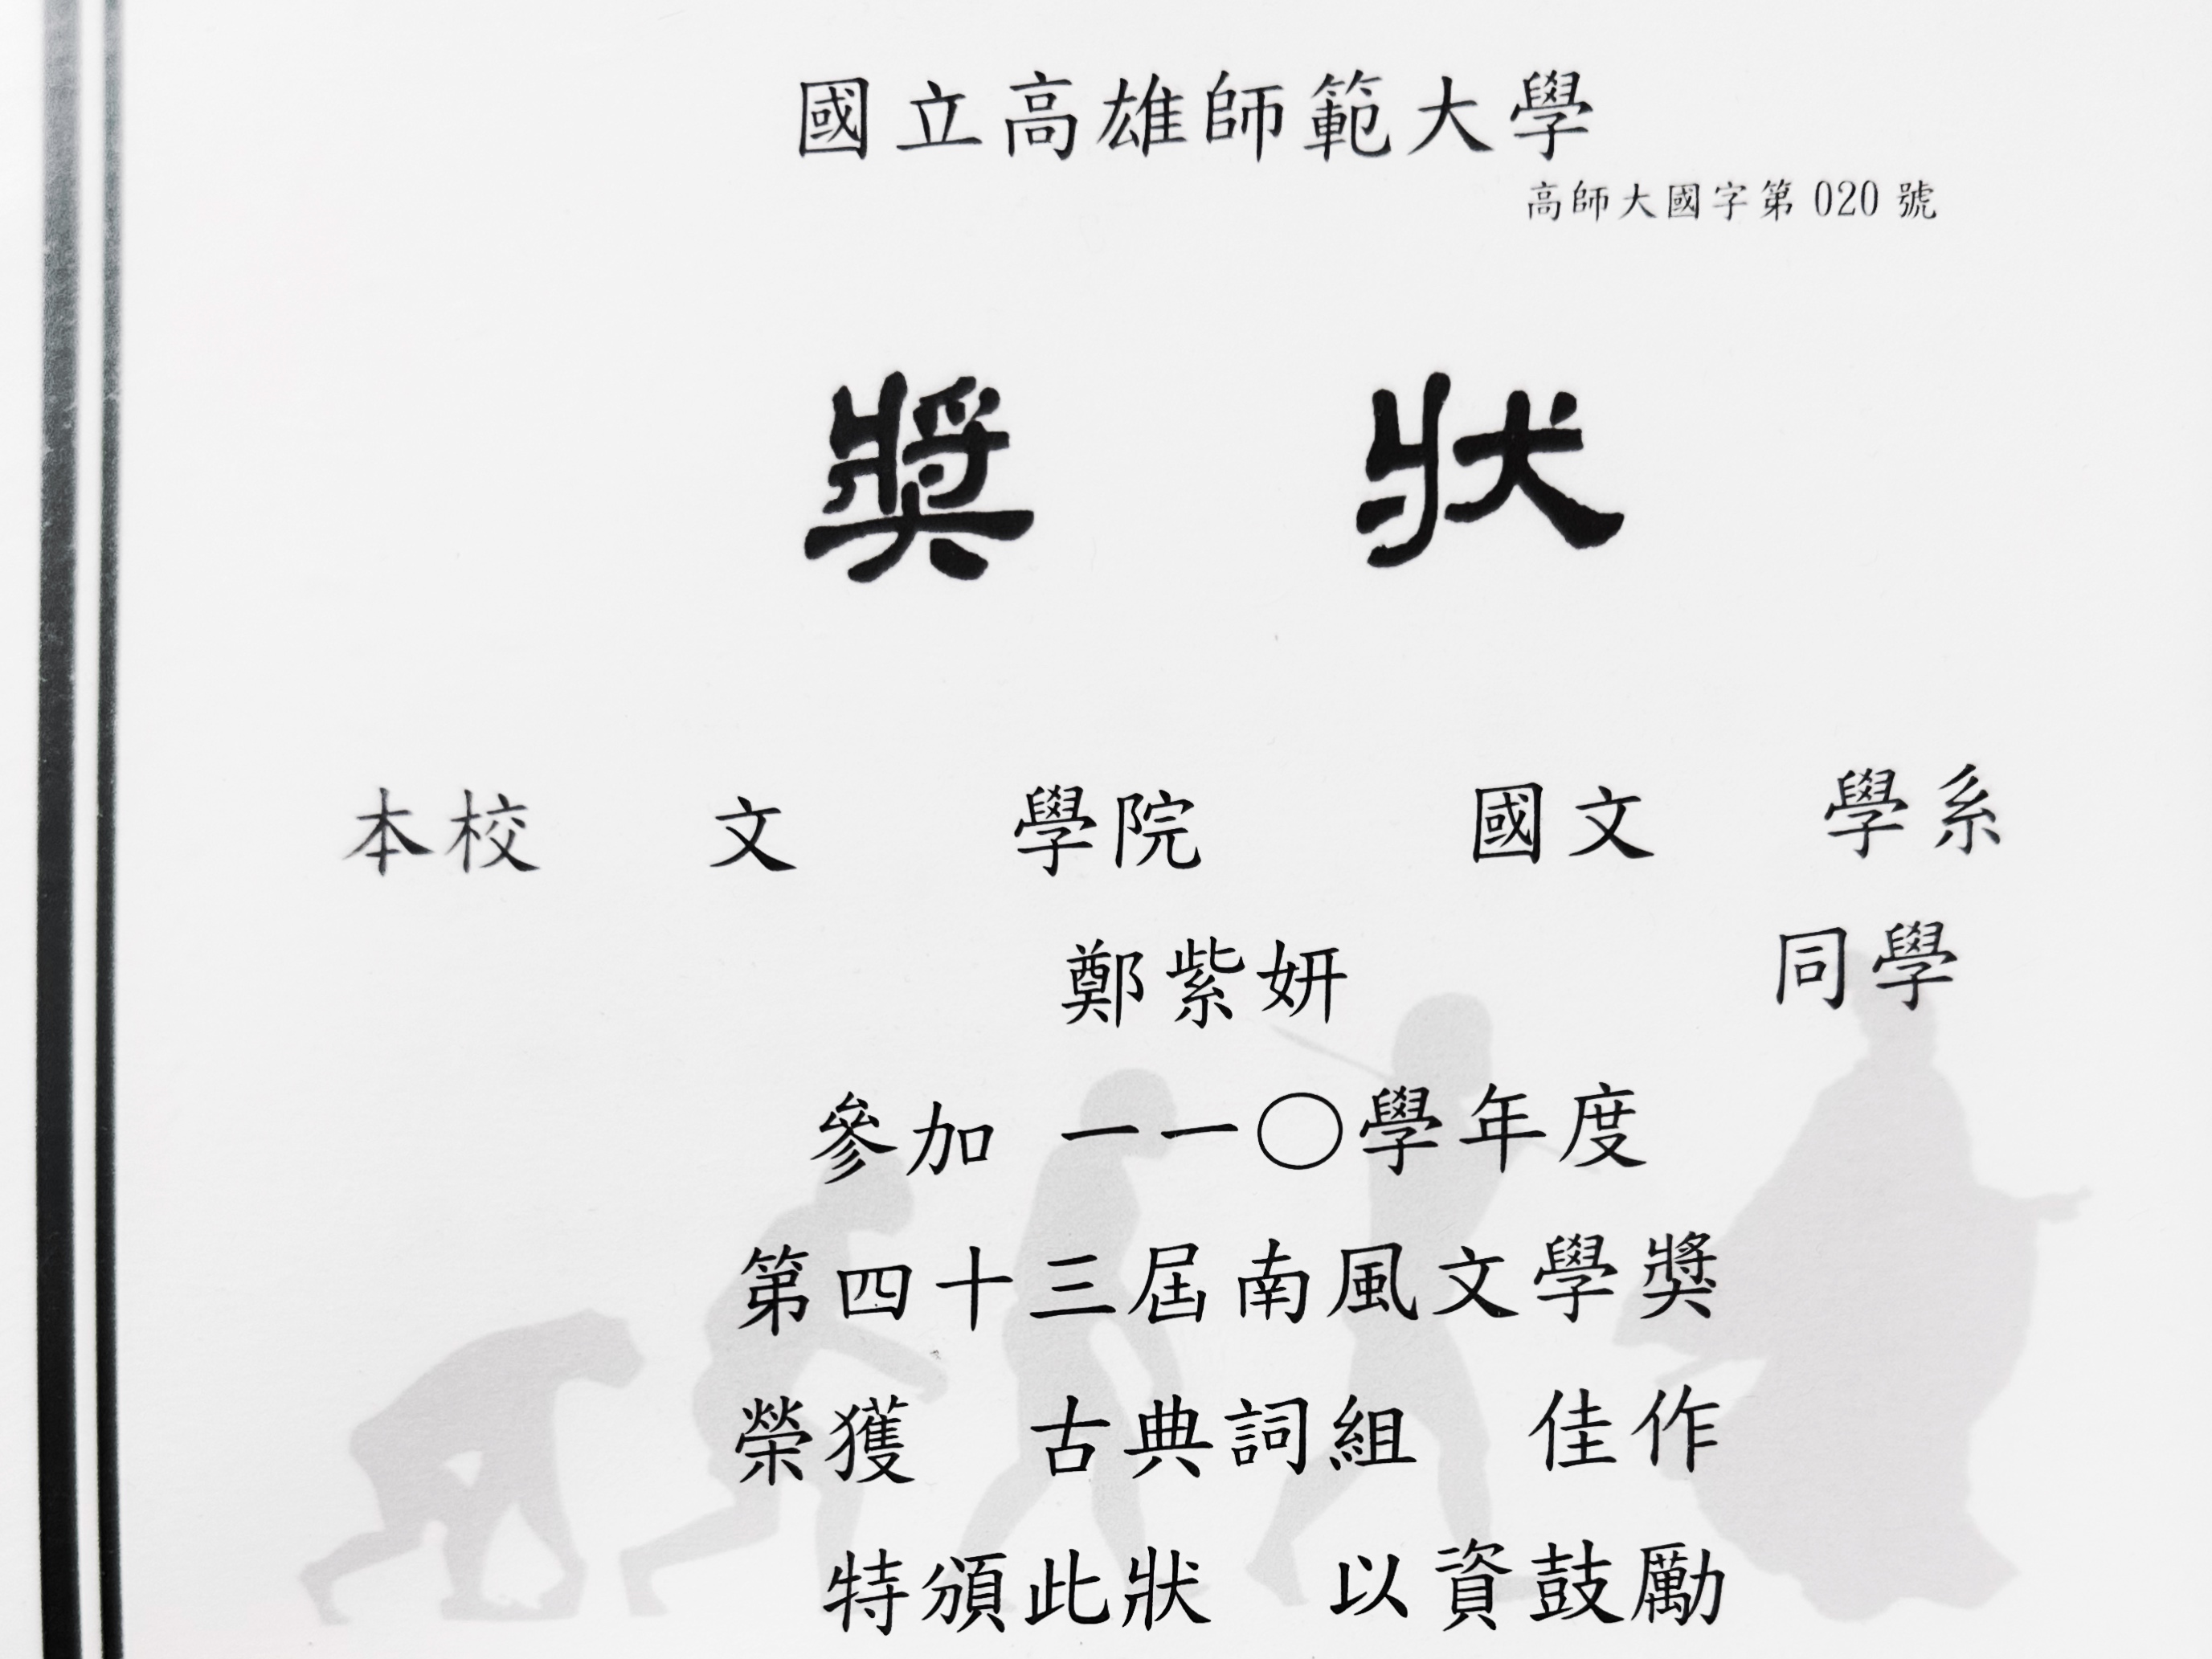 國立高雄師範大學
高師大國字第 020 號
獎 狀
本校 文 學院 國文 學系
鄭紫妍 同學
參加 一一○學年度
第四十三屆南風文學獎
榮獲 古典詞組 佳作
特頒此狀 以資鼓勵